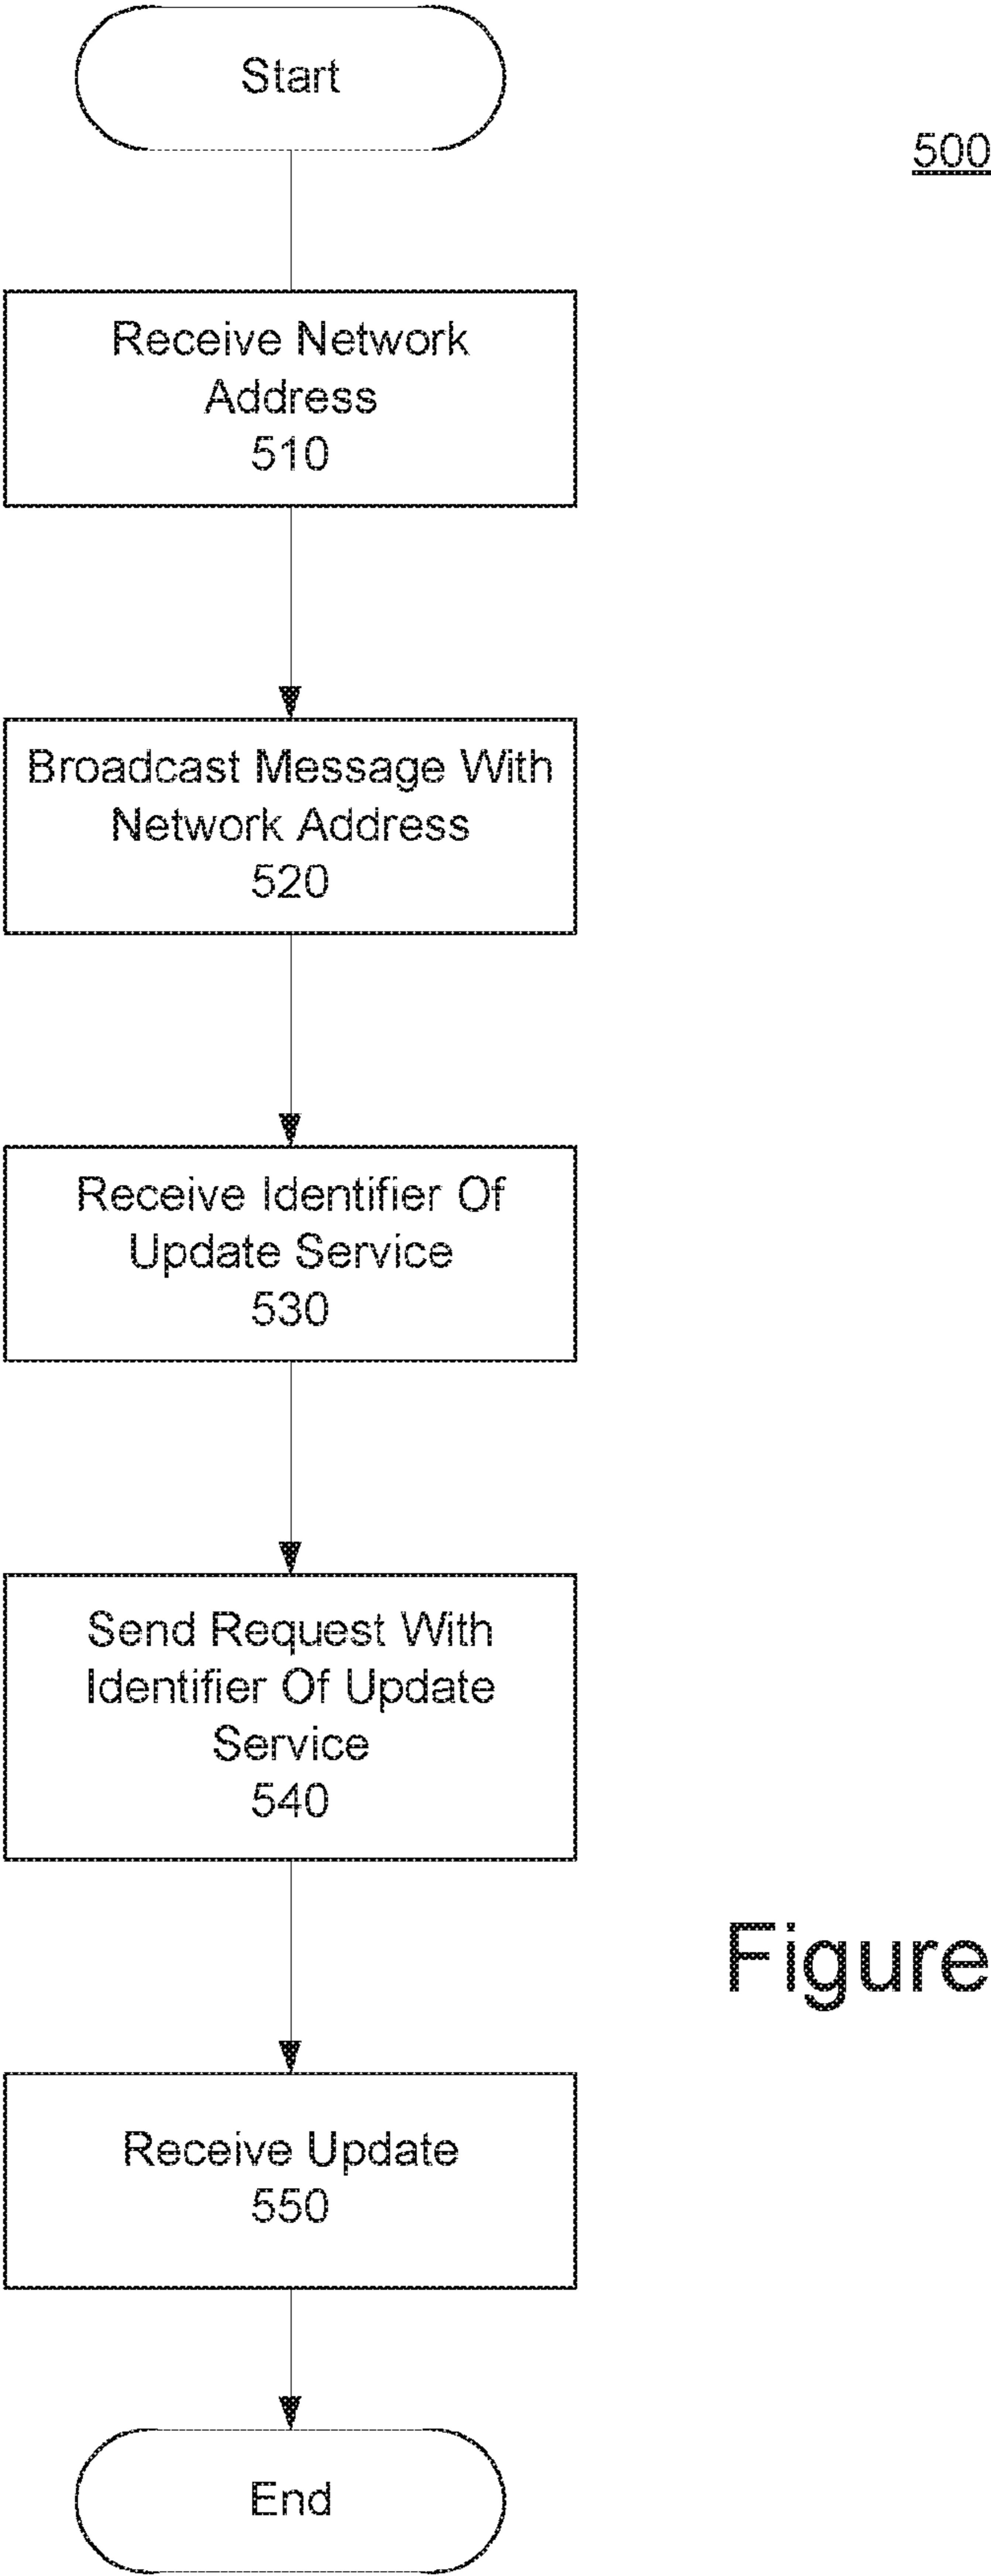 Start
500
Receive Network
Address
510
Broadcast Message With
Network Address
520
Receive Identifier Of
Update Service
530
Send Request With
Identifier Of Update
Service
540
Figure
Receive Update
550
End